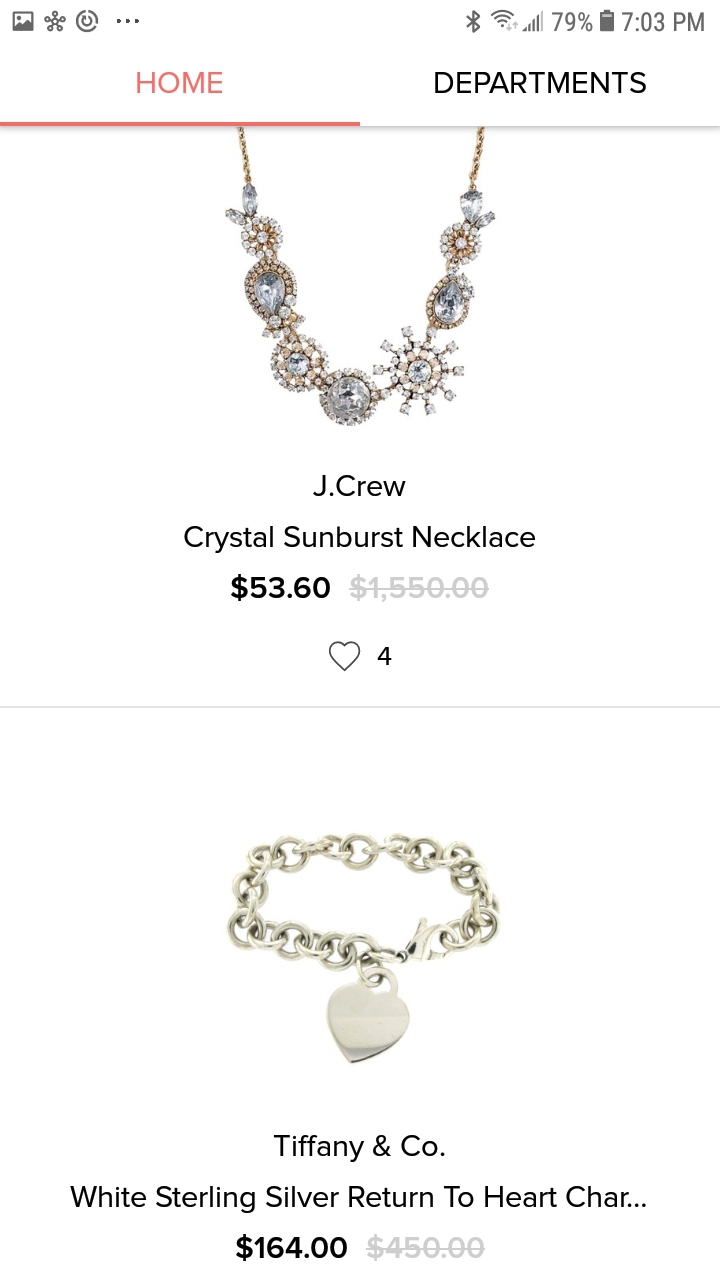 79% 7:03 PM
HOME DEPARTMENTS
J.Crew
Crystal Sunburst Necklace
$53.60 $1,550.00
4
Tiffany & Co.
White Sterling Silver Return To Heart Char...
$164.00 $450.00